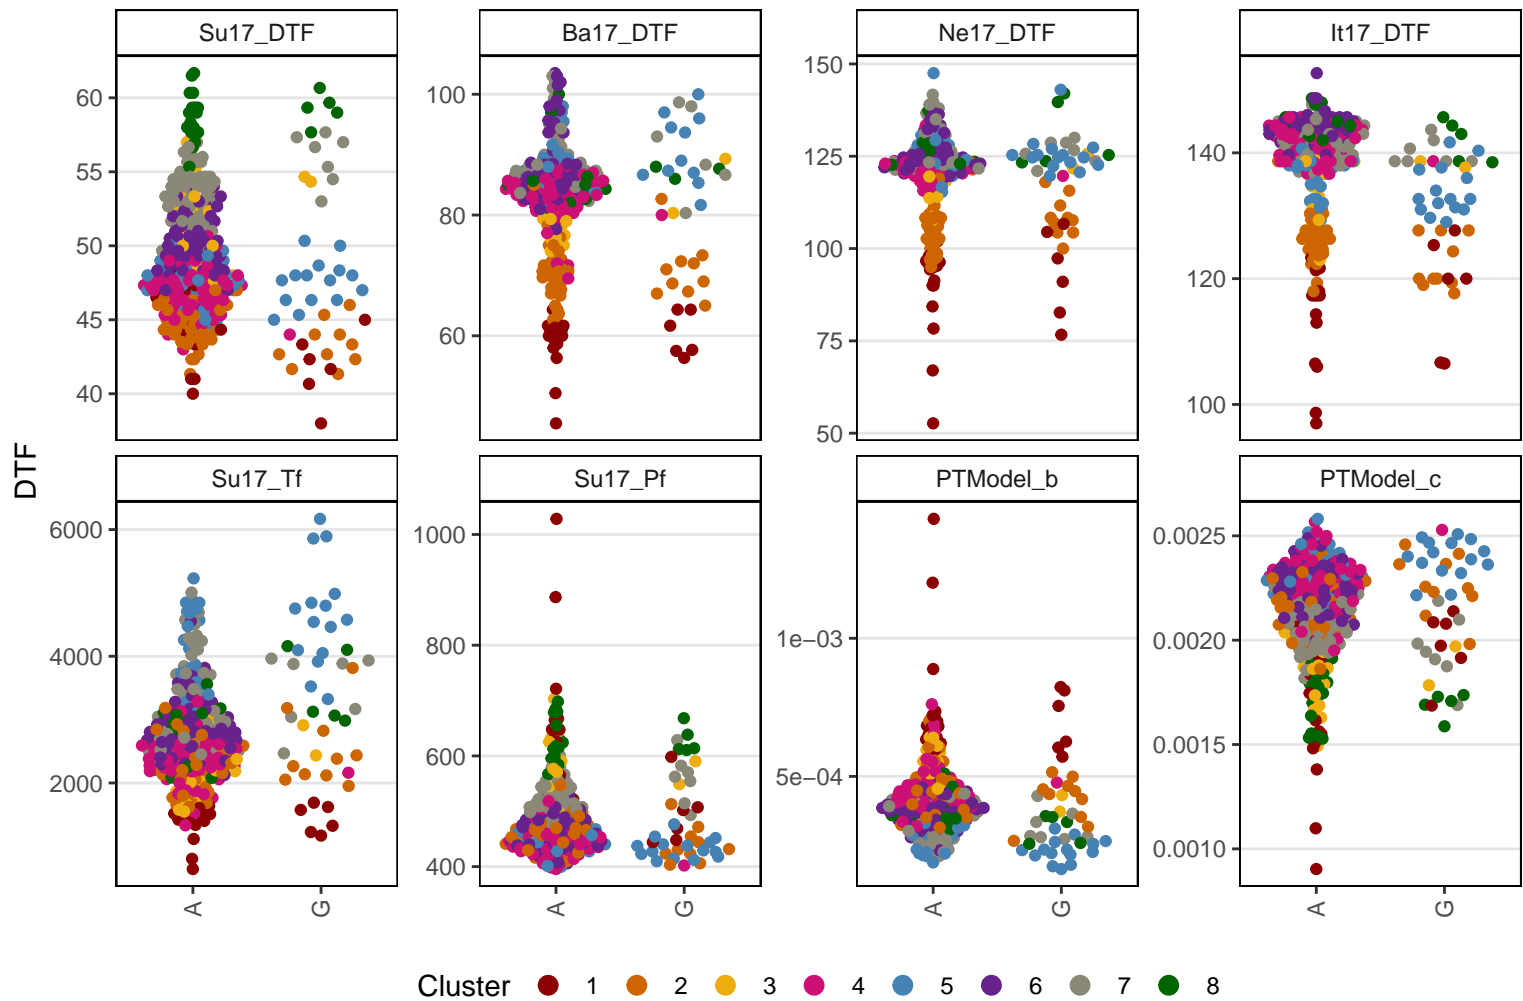 Su17_DTF
Ba17_DTF
Ne17_DTF
It17_DTF
60
55
50
45
40
100
80
60
150
125
100
75
50
140
120
100
DTF
Su17_Tf
Su17_Pf
PTModel_b
PTModel_c
6000
4000
2000
1000
800
600
400
1e−03
5e−04
0.0025
0.0020
0.0015
0.0010
A G A G A G A G
Cluster 1 2 3 4 5 6 7 8